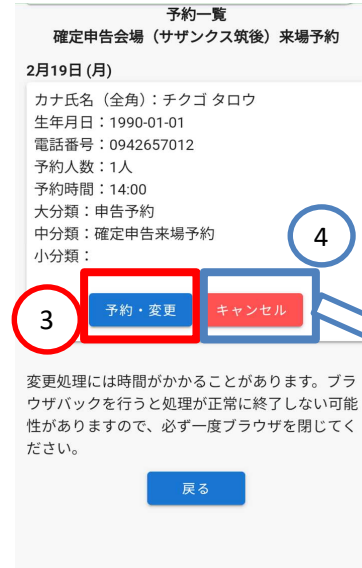 予約一覧
確定申告会場（サザンクス筑後）来場予約
2月19日 (月)
カナ氏名（全角）：チクゴ タロウ
生年月日：1990-01-01
電話番号：0942657012
予約人数：1人
予約時間：14:00
大分類：申告予約
中分類：確定申告来場予約
小分類：
4
3
予約・変更
キャンセル
変更処理には時間がかかることがあります。ブラ
ウザバックを行うと処理が正常に終了しない可能
性がありますので、必ず一度ブラウザを閉じてく
ださい。
戻る